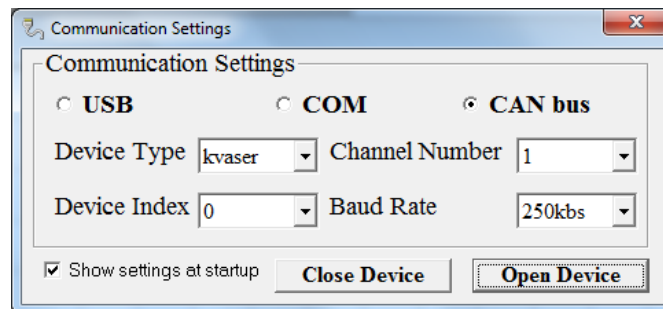 Communication Settings
Communication Settings
USB COM CAN bus
Device Type kvaser Channel Number 1
Device Index 0 Baud Rate 250kbs
Show settings at startup Close Device Open Device